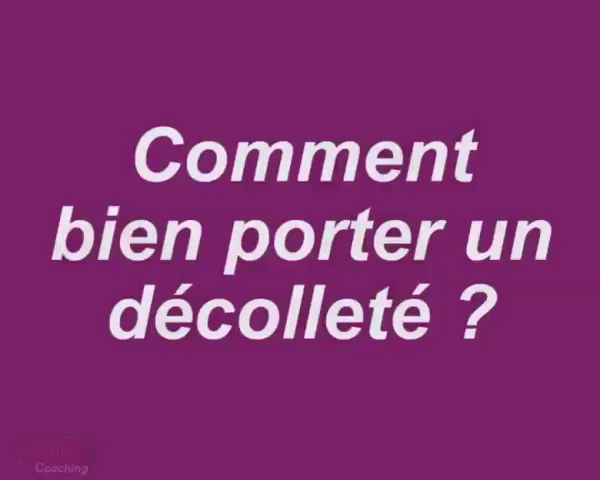 Comment
bien porter un
décolleté ?
Coaching